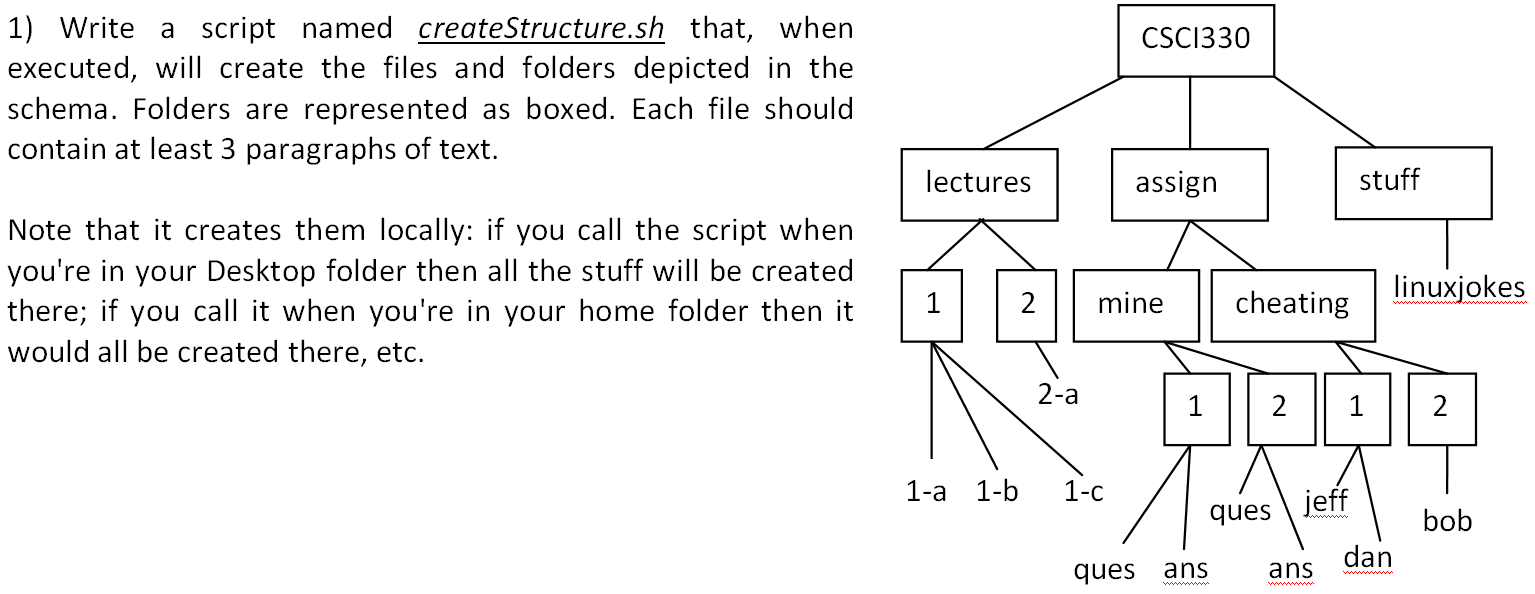 1) Write a script named createStructure.sh that, when
executed, will create the files and folders depicted in the
schema. Folders are represented as boxed. Each file should
contain at least 3 paragraphs of text.
Note that it creates them locally: if you call the script when
you're in your Desktop folder then all the stuff will be created
there; if you call it when you're in your home folder then it
would all be created there, etc.
CSCI330
lectures assign stuff
1 2 mine cheating linuxjokes
2-a 1 2 1 2
1-a 1-b 1-c ques jeff bob
ques ans ans dan